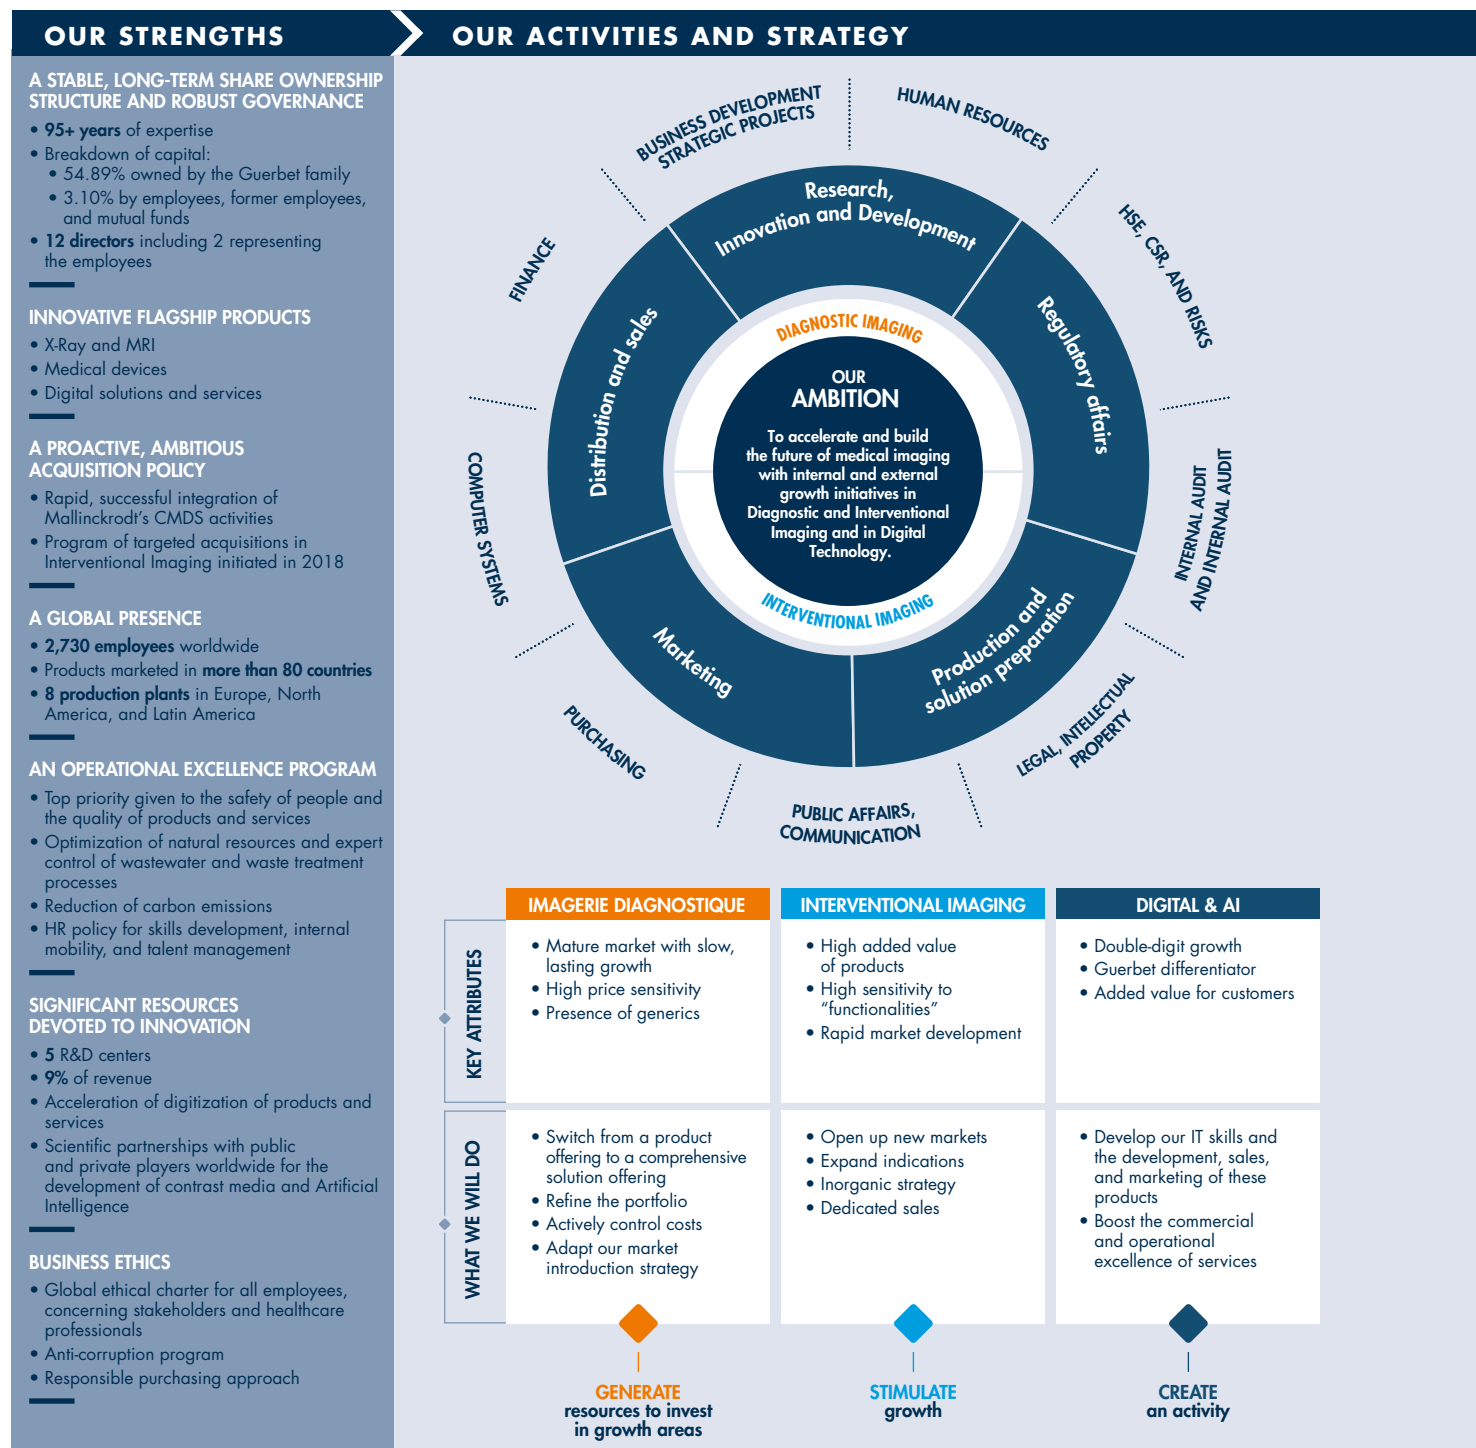 OUR STRENGTHS
A STABLE, LONG-TERM SHARE OWNERSHIP
STRUCTURE AND ROBUST GOVERNANCE
• 95+ years of expertise
• Breakdown of capital:
• 54.89% owned by the Guerbet family
• 3.10% by employees, former employees,
and mutual funds
• 12 directors including 2 representing
the employees
INNOVATIVE FLAGSHIP PRODUCTS
• X-Ray and MRI
• Medical devices
• Digital solutions and services
A PROACTIVE, AMBITIOUS
ACQUISITION POLICY
• Rapid, successful integration of
Mallinckrodt's CMDS activities
• Program of targeted acquisitions in
Interventional Imaging initiated in 2018
A GLOBAL PRESENCE
• 2,730 employees worldwide
• Products marketed in more than 80 countries
• 8 production plants in Europe, North
America, and Latin America
AN OPERATIONAL EXCELLENCE PROGRAM
• Top priority given to the safety of people and
the quality of products and services
• Optimization of natural resources and expert
control of wastewater and waste treatment
processes
• Reduction of carbon emissions
• HR policy for skills development, internal
mobility, and talent management
SIGNIFICANT RESOURCES
DEVOTED TO INNOVATION
• 5 R&D centers
• 9% of revenue
• Acceleration of digitization of products and
services
• Scientific partnerships with public
and private players worldwide for the
development of contrast media and Artificial
Intelligence
BUSINESS ETHICS
• Global ethical charter for all employees,
concerning stakeholders and healthcare
professionals
• Anti-corruption program
• Responsible purchasing approach
OUR ACTIVITIES AND STRATEGY
BUSINESS DEVELOPMENT
STRATEGIC PROJECTS
HUMAN RESOURCES
HSE, CSR, AND RISKS
INTERNAL AUDIT
AND INTERNAL AUDIT
LEGAL, INTELLECTUAL
PROPERTY
PUBLIC AFFAIRS,
COMMUNICATION
PURCHASING
COMPUTER SYSTEMS
FINANCE
Research,
Innovation and Development
Regulatory affairs
Production and
solution preparation
Marketing
Distribution and sales
DIAGNOSTIC IMAGING
OUR
AMBITION
To accelerate and build
the future of medical imaging
with internal and external
growth initiatives in
Diagnostic and Interventional
Imaging and in Digital
Technology.
INTERVENTIONAL IMAGING
IMAGERIE DIAGNOSTIQUE
INTERVENTIONAL IMAGING
DIGITAL & AI
KEY ATTRIBUTES
• Mature market with slow,
lasting growth
• High price sensitivity
• Presence of generics
• High added value
of products
• High sensitivity to
"functionalities"
• Rapid market development
• Double-digit growth
• Guerbet differentiator
• Added value for customers
WHAT WE WILL DO
• Switch from a product
offering to a comprehensive
solution offering
• Refine the portfolio
• Actively control costs
• Adapt our market
introduction strategy
• Open up new markets
• Expand indications
• Inorganic strategy
• Dedicated sales
• Develop our IT skills and
the development, sales,
and marketing of these
products
• Boost the commercial
and operational
excellence of services
GENERATE
resources to invest
in growth areas
STIMULATE
growth
CREATE
an activity